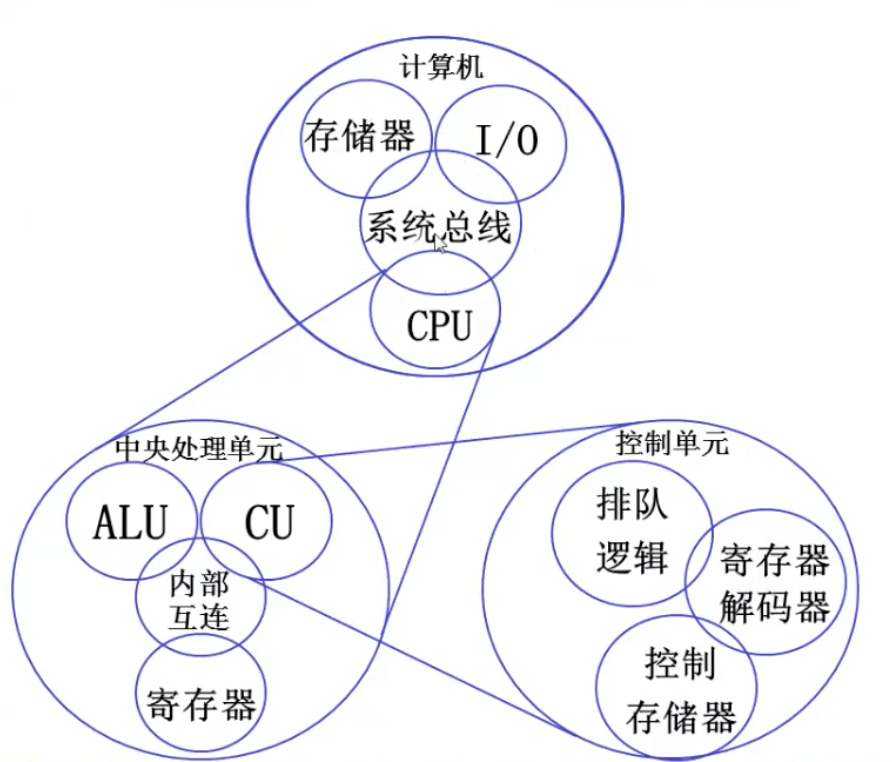 计算机
存储器
I/O
系统总线
CPU
中央处理单元
ALU
CU
内部
互连
寄存器
控制单元
排队
逻辑
寄存器
解码器
控制
存储器